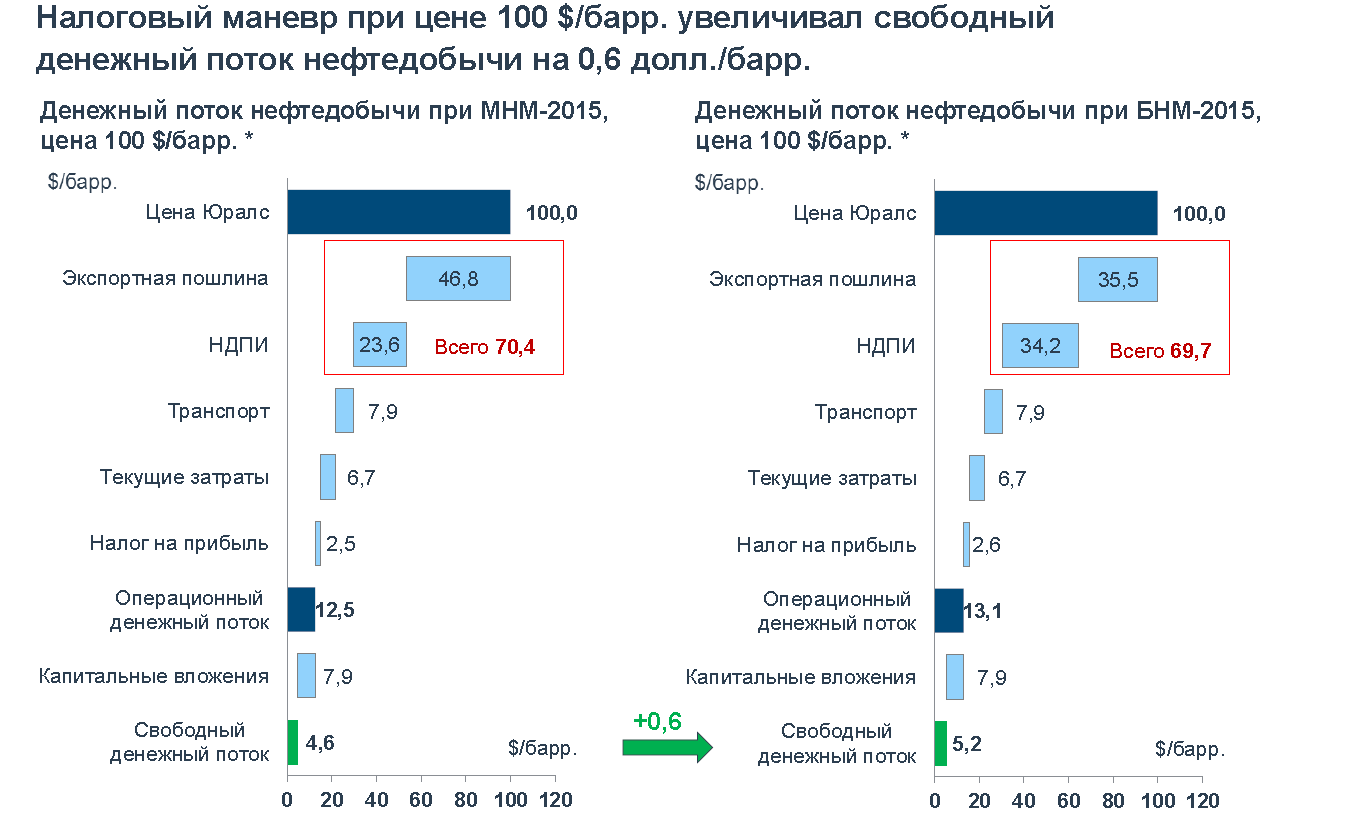 Налоговый маневр при цене 100 $/барр. увеличивал свободный
денежный поток нефтедобычи на 0,6 долл./барр.
Денежный поток нефтедобычи при МНМ-2015,
цена 100 $/барр. *
$/барр.
Цена Юралс
100,0
Экспортная пошлина
46,8
НДПИ
23,6
Всего 70,4
Транспорт
7,9
Текущие затраты
6,7
Налог на прибыль
2,5
Операционный
денежный поток
12,5
Капитальные вложения
7,9
Свободный
денежный поток
4,6
$/барр.
0 20 40 60 80 100 120
+0,6
Денежный поток нефтедобычи при БНМ-2015,
цена 100 $/барр. *
$/барр.
Цена Юралс
100,0
Экспортная пошлина
35,5
НДПИ
34,2
Всего 69,7
Транспорт
7,9
Текущие затраты
6,7
Налог на прибыль
2,6
Операционный
денежный поток
13,1
Капитальные вложения
7,9
Свободный
денежный поток
5,2
$/барр.
0 20 40 60 80 100 120